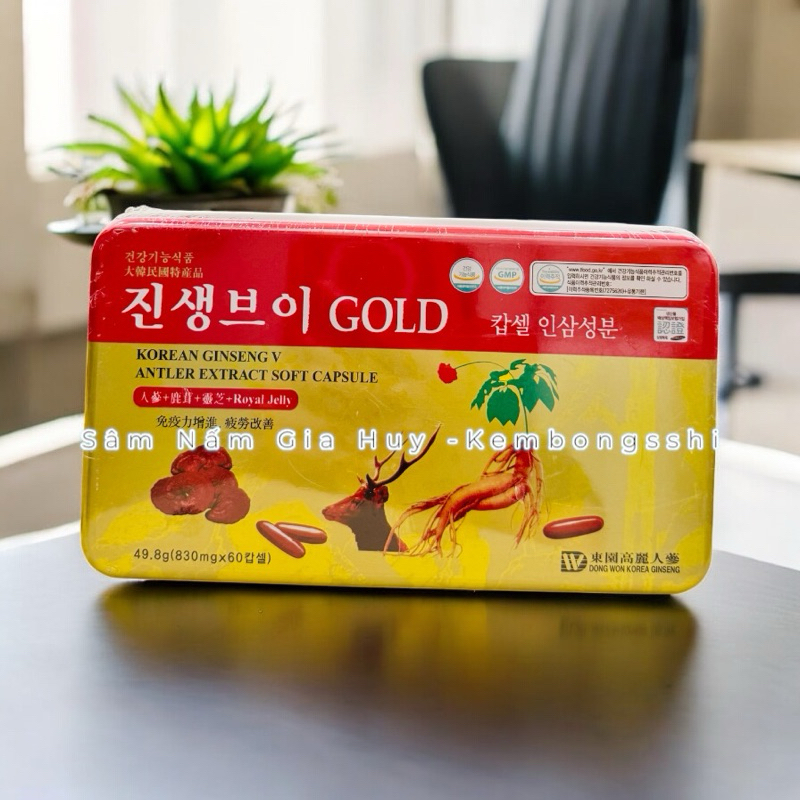 건강기능식품
大韓民國特産品
진생브이 GOLD
캅셀 인삼성분
GMP
KOREAN GINSENG V
ANTLER EXTRACT SOFT CAPSULE
人蔘+鹿茸+靈芝+Royal Jelly
免疫力增進, 疲勞改善
Sâm Nấm Gia Huy -Kembongsshi
49.8g(830mg×60캅셀)
東園高麗人蔘
DONG WON KOREA GINSENG